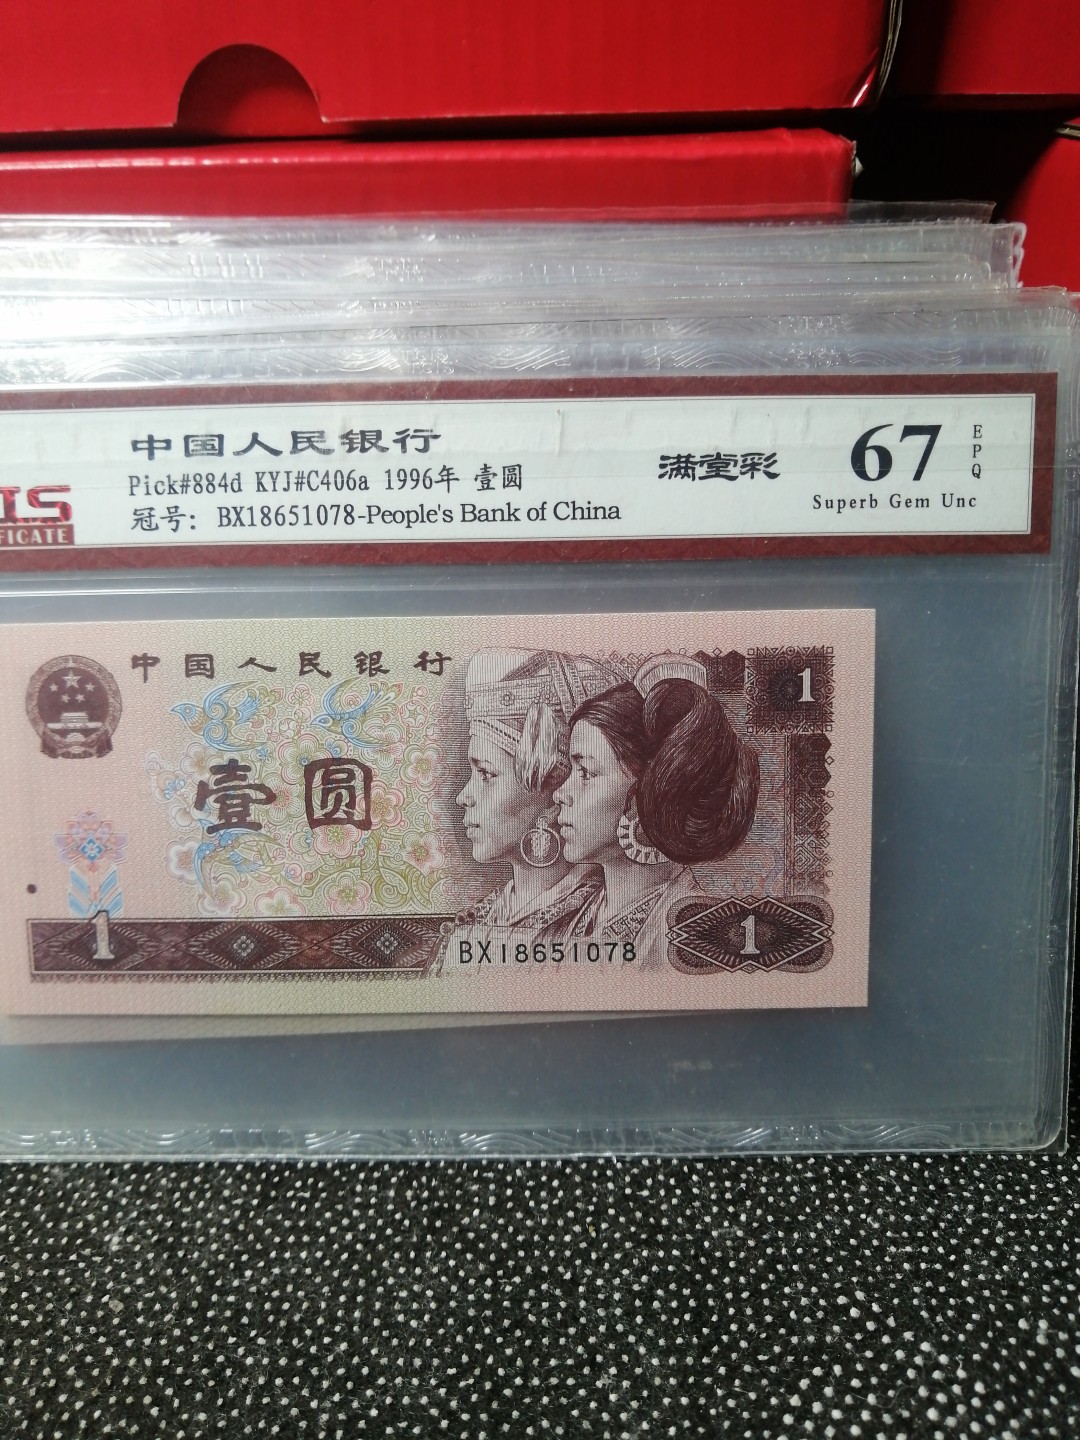 中国人民银行
Pick#884d KYJ#C406a 1996年 壹圆
冠号: BX18651078-People's Bank of China
满堂彩
67
EPQ
Superb Gem Unc
IS
FICATE
中国人民银行
1
壹圆
1
BX18651078
1